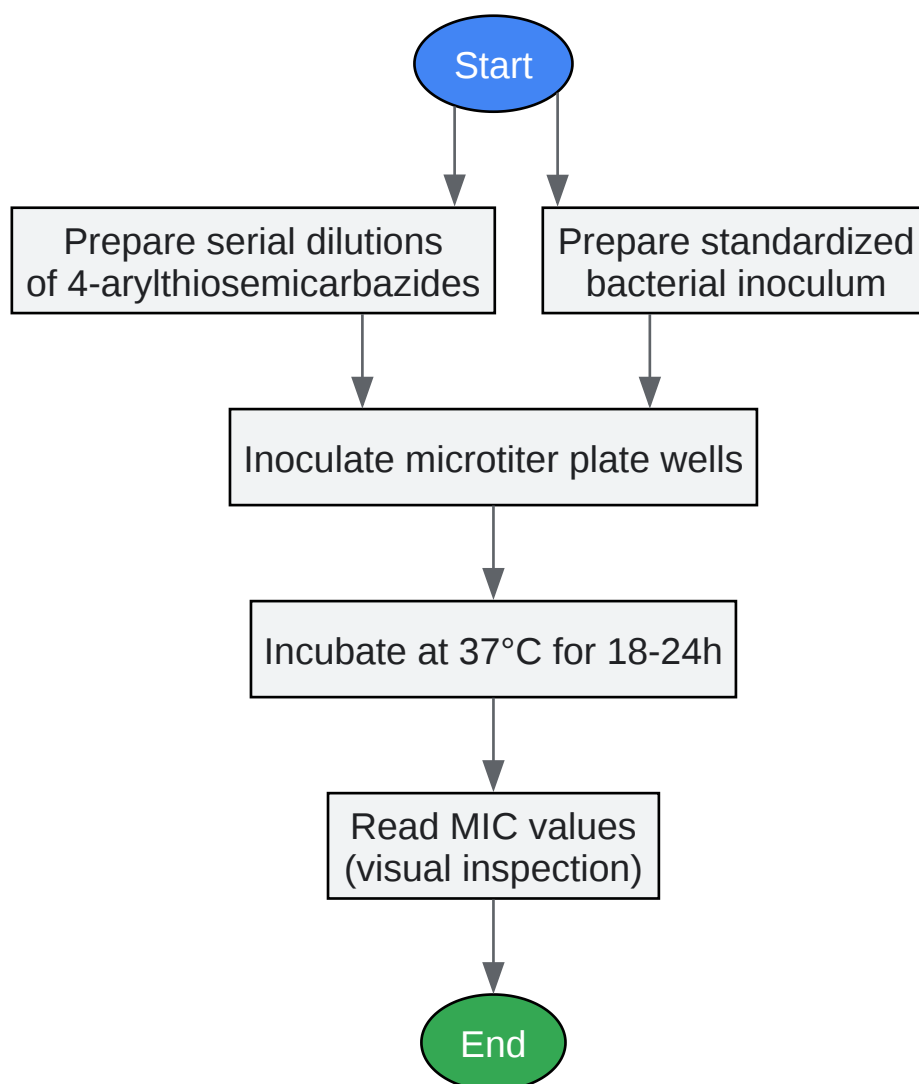 Start
Prepare serial dilutions
of 4-arylthiosemicarbazides
Prepare standardized
bacterial inoculum
Inoculate microtiter plate wells
Incubate at 37°C for 18-24h
Read MIC values
(visual inspection)
End